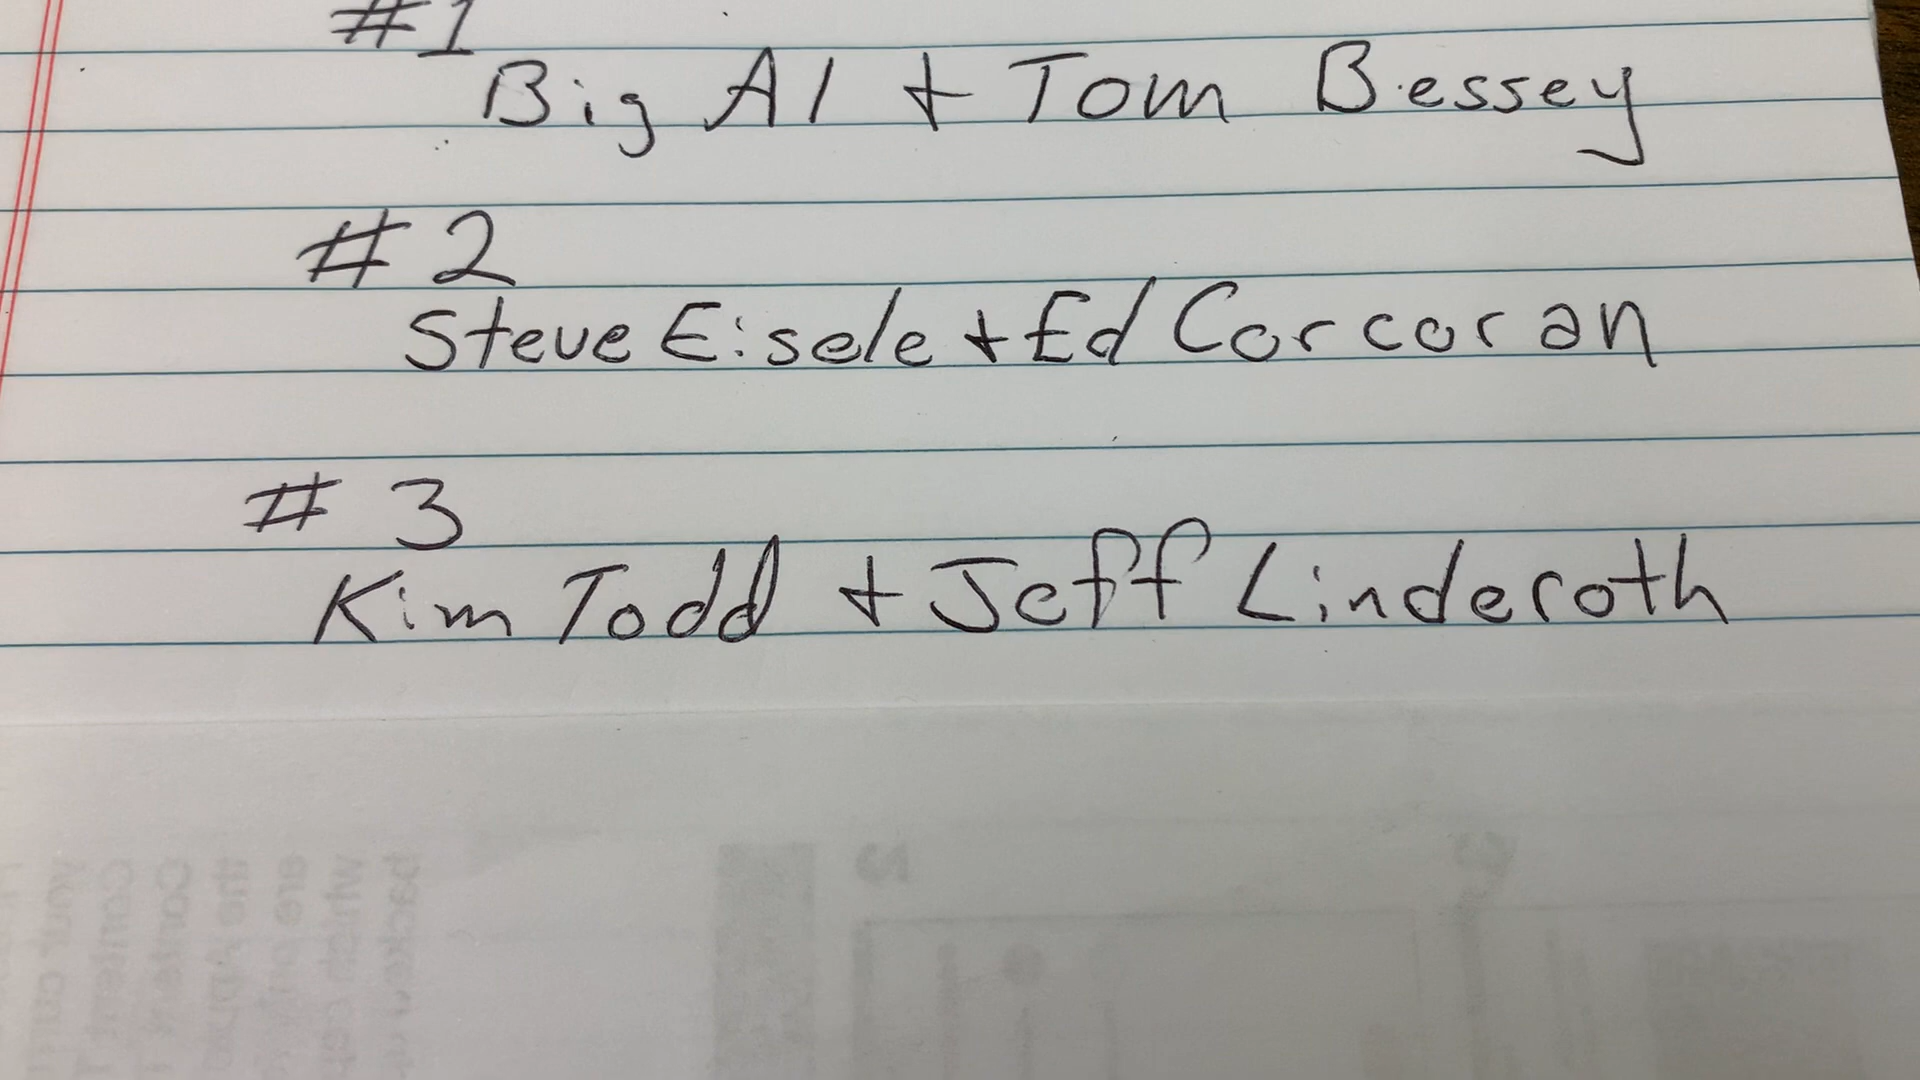 #1
Big Al + Tom Bessey
#2
Steve Eisele + Ed Corcoran
#3
Kim Todd + Jeff Linderoth